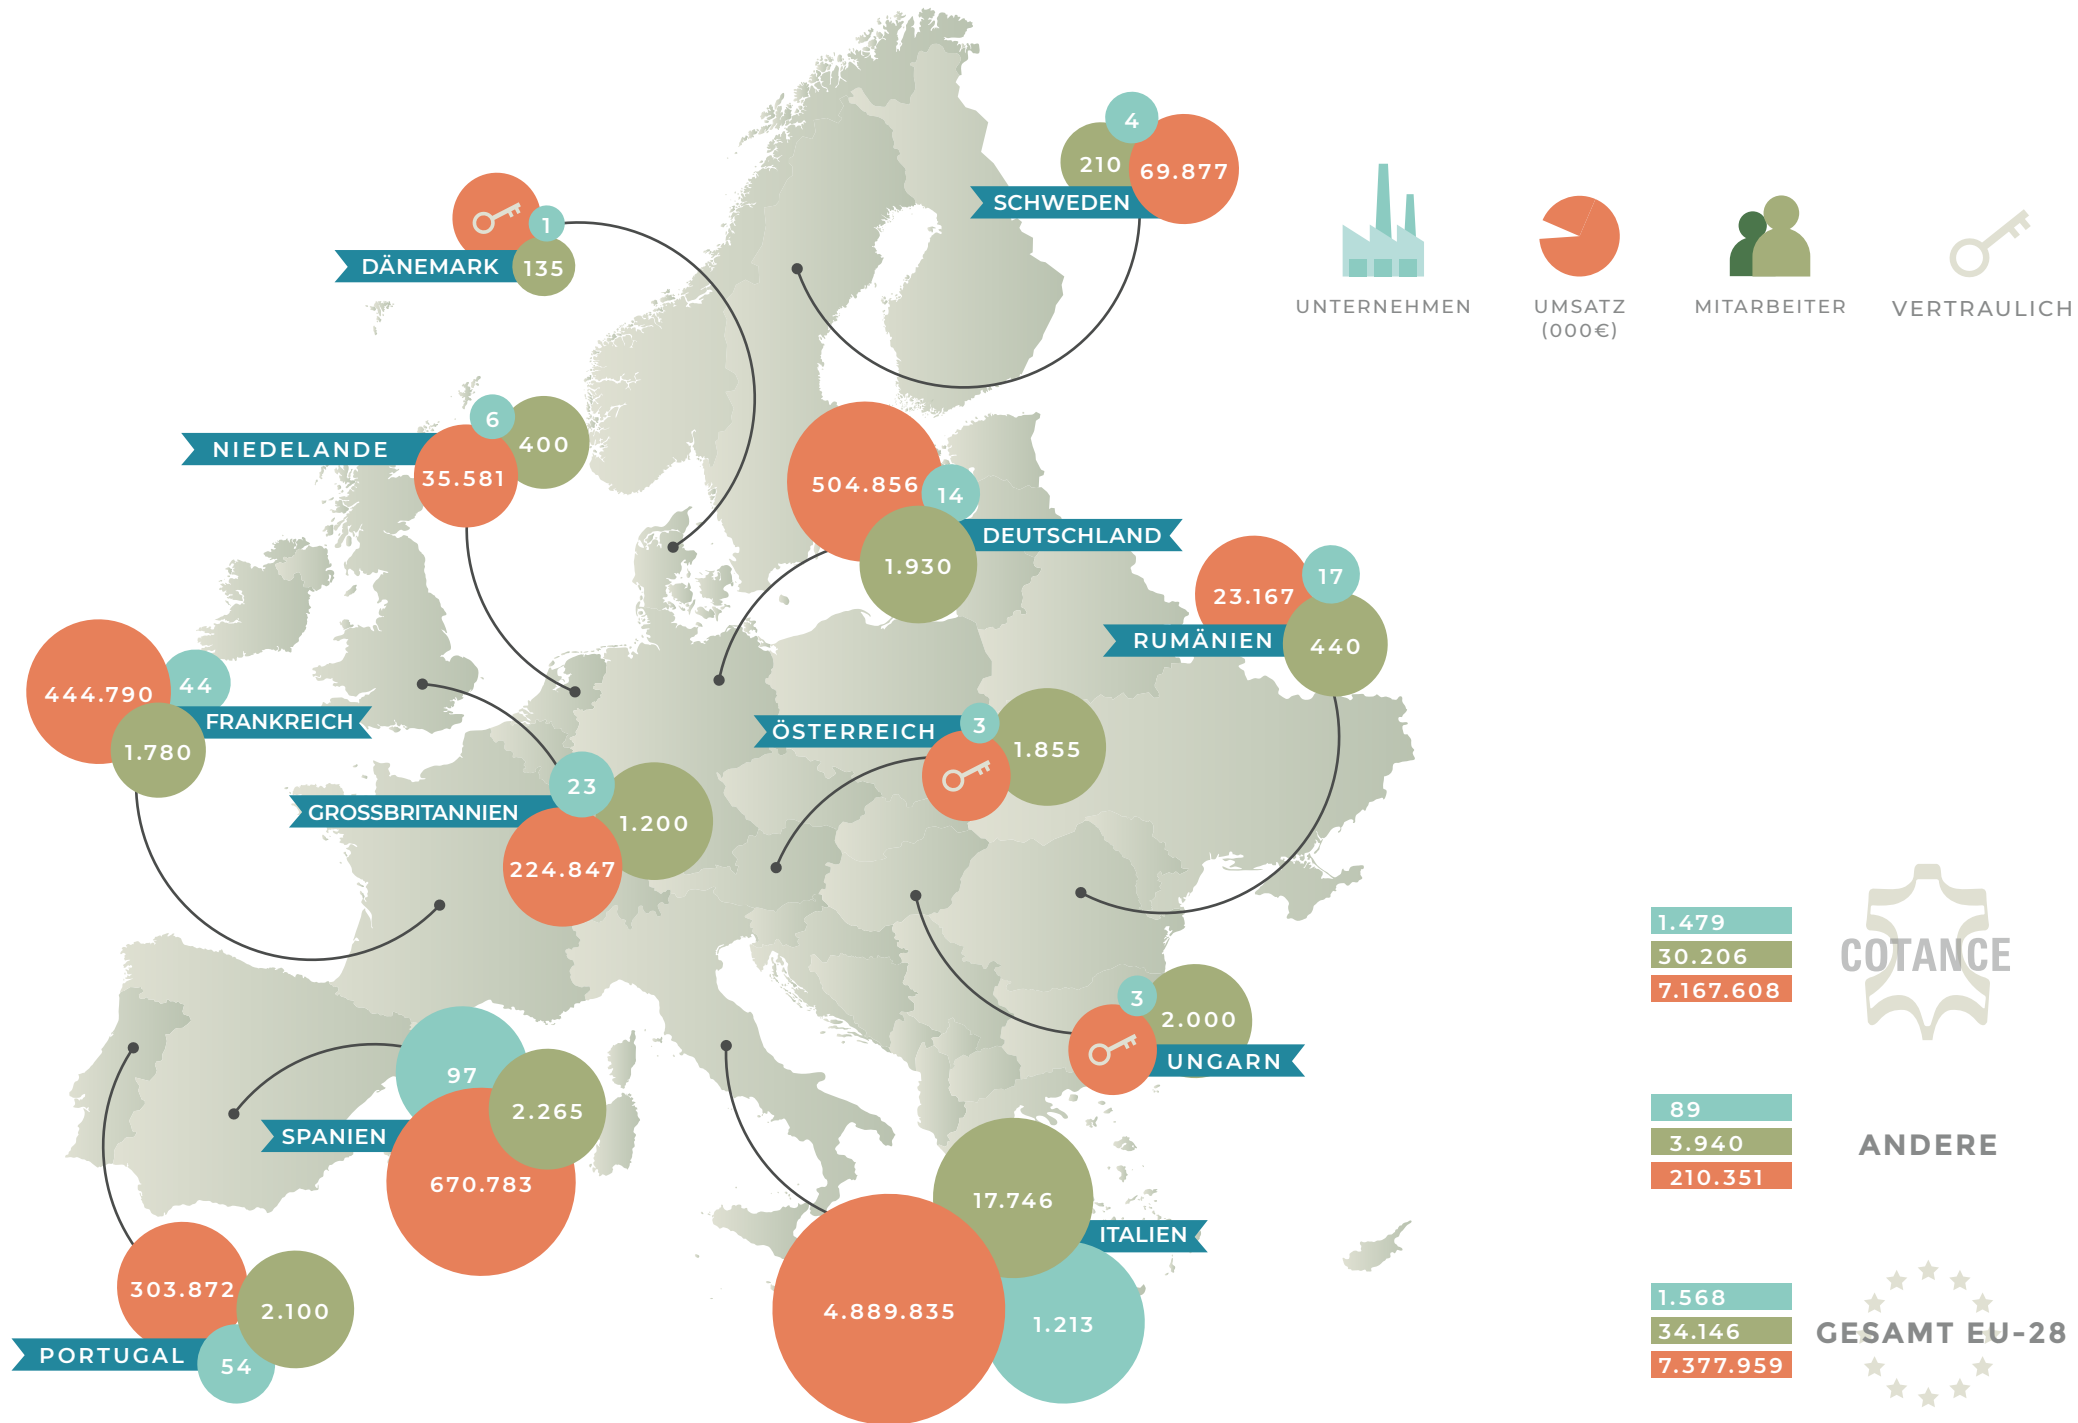 4
210
69.877
SCHWEDEN
1
DÄNEMARK
135
UNTERNEHMEN
UMSATZ
(000€)
MITARBEITER
VERTRAULICH
6
400
NIEDELANDE
35.581
504.856
14
DEUTSCHLAND
1.930
17
23.167
RUMÄNIEN
440
444.790
44
FRANKREICH
1.780
3
ÖSTERREICH
1.855
23
GROSSBRITANNIEN
1.200
224.847
1.479
30.206
7.167.608
COTANCE
3
2.000
UNGARN
97
2.265
SPANIEN
670.783
89
3.940
210.351
ANDERE
17.746
ITALIEN
4.889.835
1.213
303.872
2.100
PORTUGAL
54
1.568
34.146
7.377.959
GESAMT EU-28